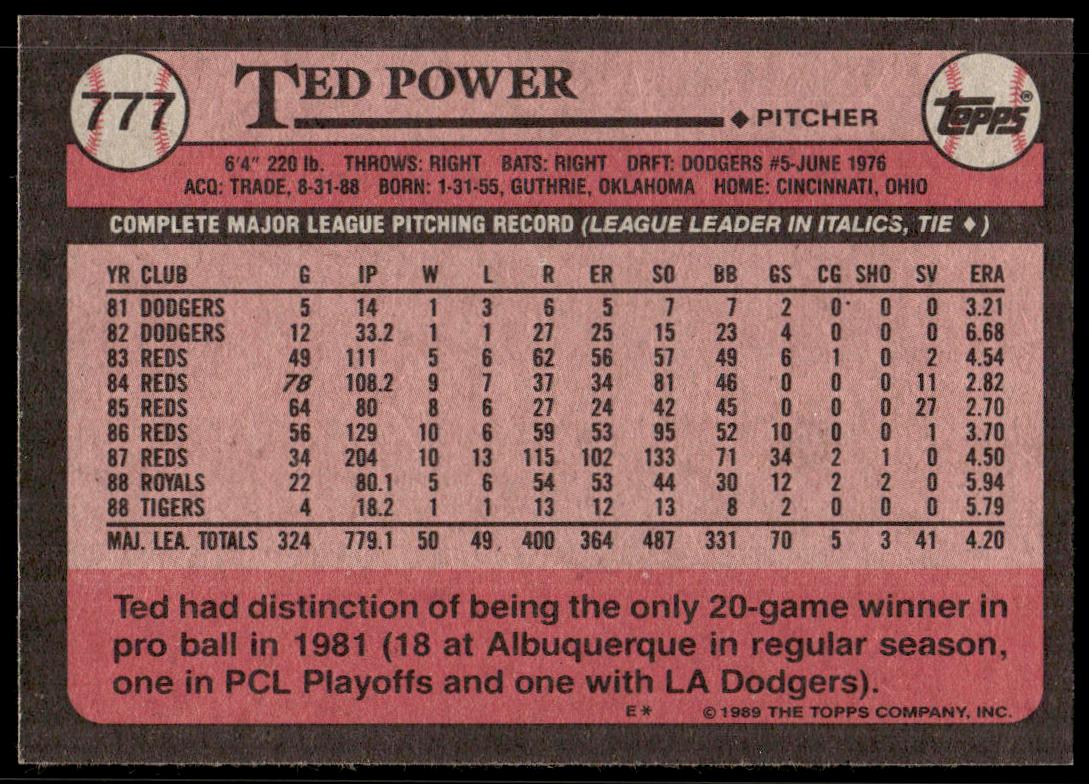 777
TED POWER
◆ PITCHER
topps®
6'4" 220 lb. THROWS: RIGHT BATS: RIGHT DRFT: DODGERS #5-JUNE 1976
ACQ: TRADE, 8-31-88 BORN: 1-31-55, GUTHRIE, OKLAHOMA HOME: CINCINNATI, OHIO
COMPLETE MAJOR LEAGUE PITCHING RECORD (LEAGUE LEADER IN ITALICS, TIE ♦)
YR CLUB G IP W L R ER SO BB GS CG SHO SV ERA
81 DODGERS 5 14 1 3 6 5 7 7 2 0 0 0 3.21
82 DODGERS 12 33.2 1 1 27 25 15 23 4 0 0 0 6.68
83 REDS 49 111 5 6 62 56 57 49 6 1 0 2 4.54
84 REDS 78 108.2 9 7 37 34 81 46 0 0 0 11 2.82
85 REDS 64 80 8 6 27 24 42 45 0 0 0 27 2.70
86 REDS 56 129 10 6 59 53 95 52 10 0 0 1 3.70
87 REDS 34 204 10 13 115 102 133 71 34 2 1 0 4.50
88 ROYALS 22 80.1 5 6 54 53 44 30 12 2 2 0 5.94
88 TIGERS 4 18.2 1 1 13 12 13 8 2 0 0 0 5.79
MAJ. LEA. TOTALS 324 779.1 50 49 400 364 487 331 70 5 3 41 4.20
Ted had distinction of being the only 20-game winner in
pro ball in 1981 (18 at Albuquerque in regular season,
one in PCL Playoffs and one with LA Dodgers).
E* © 1989 THE TOPPS COMPANY, INC.